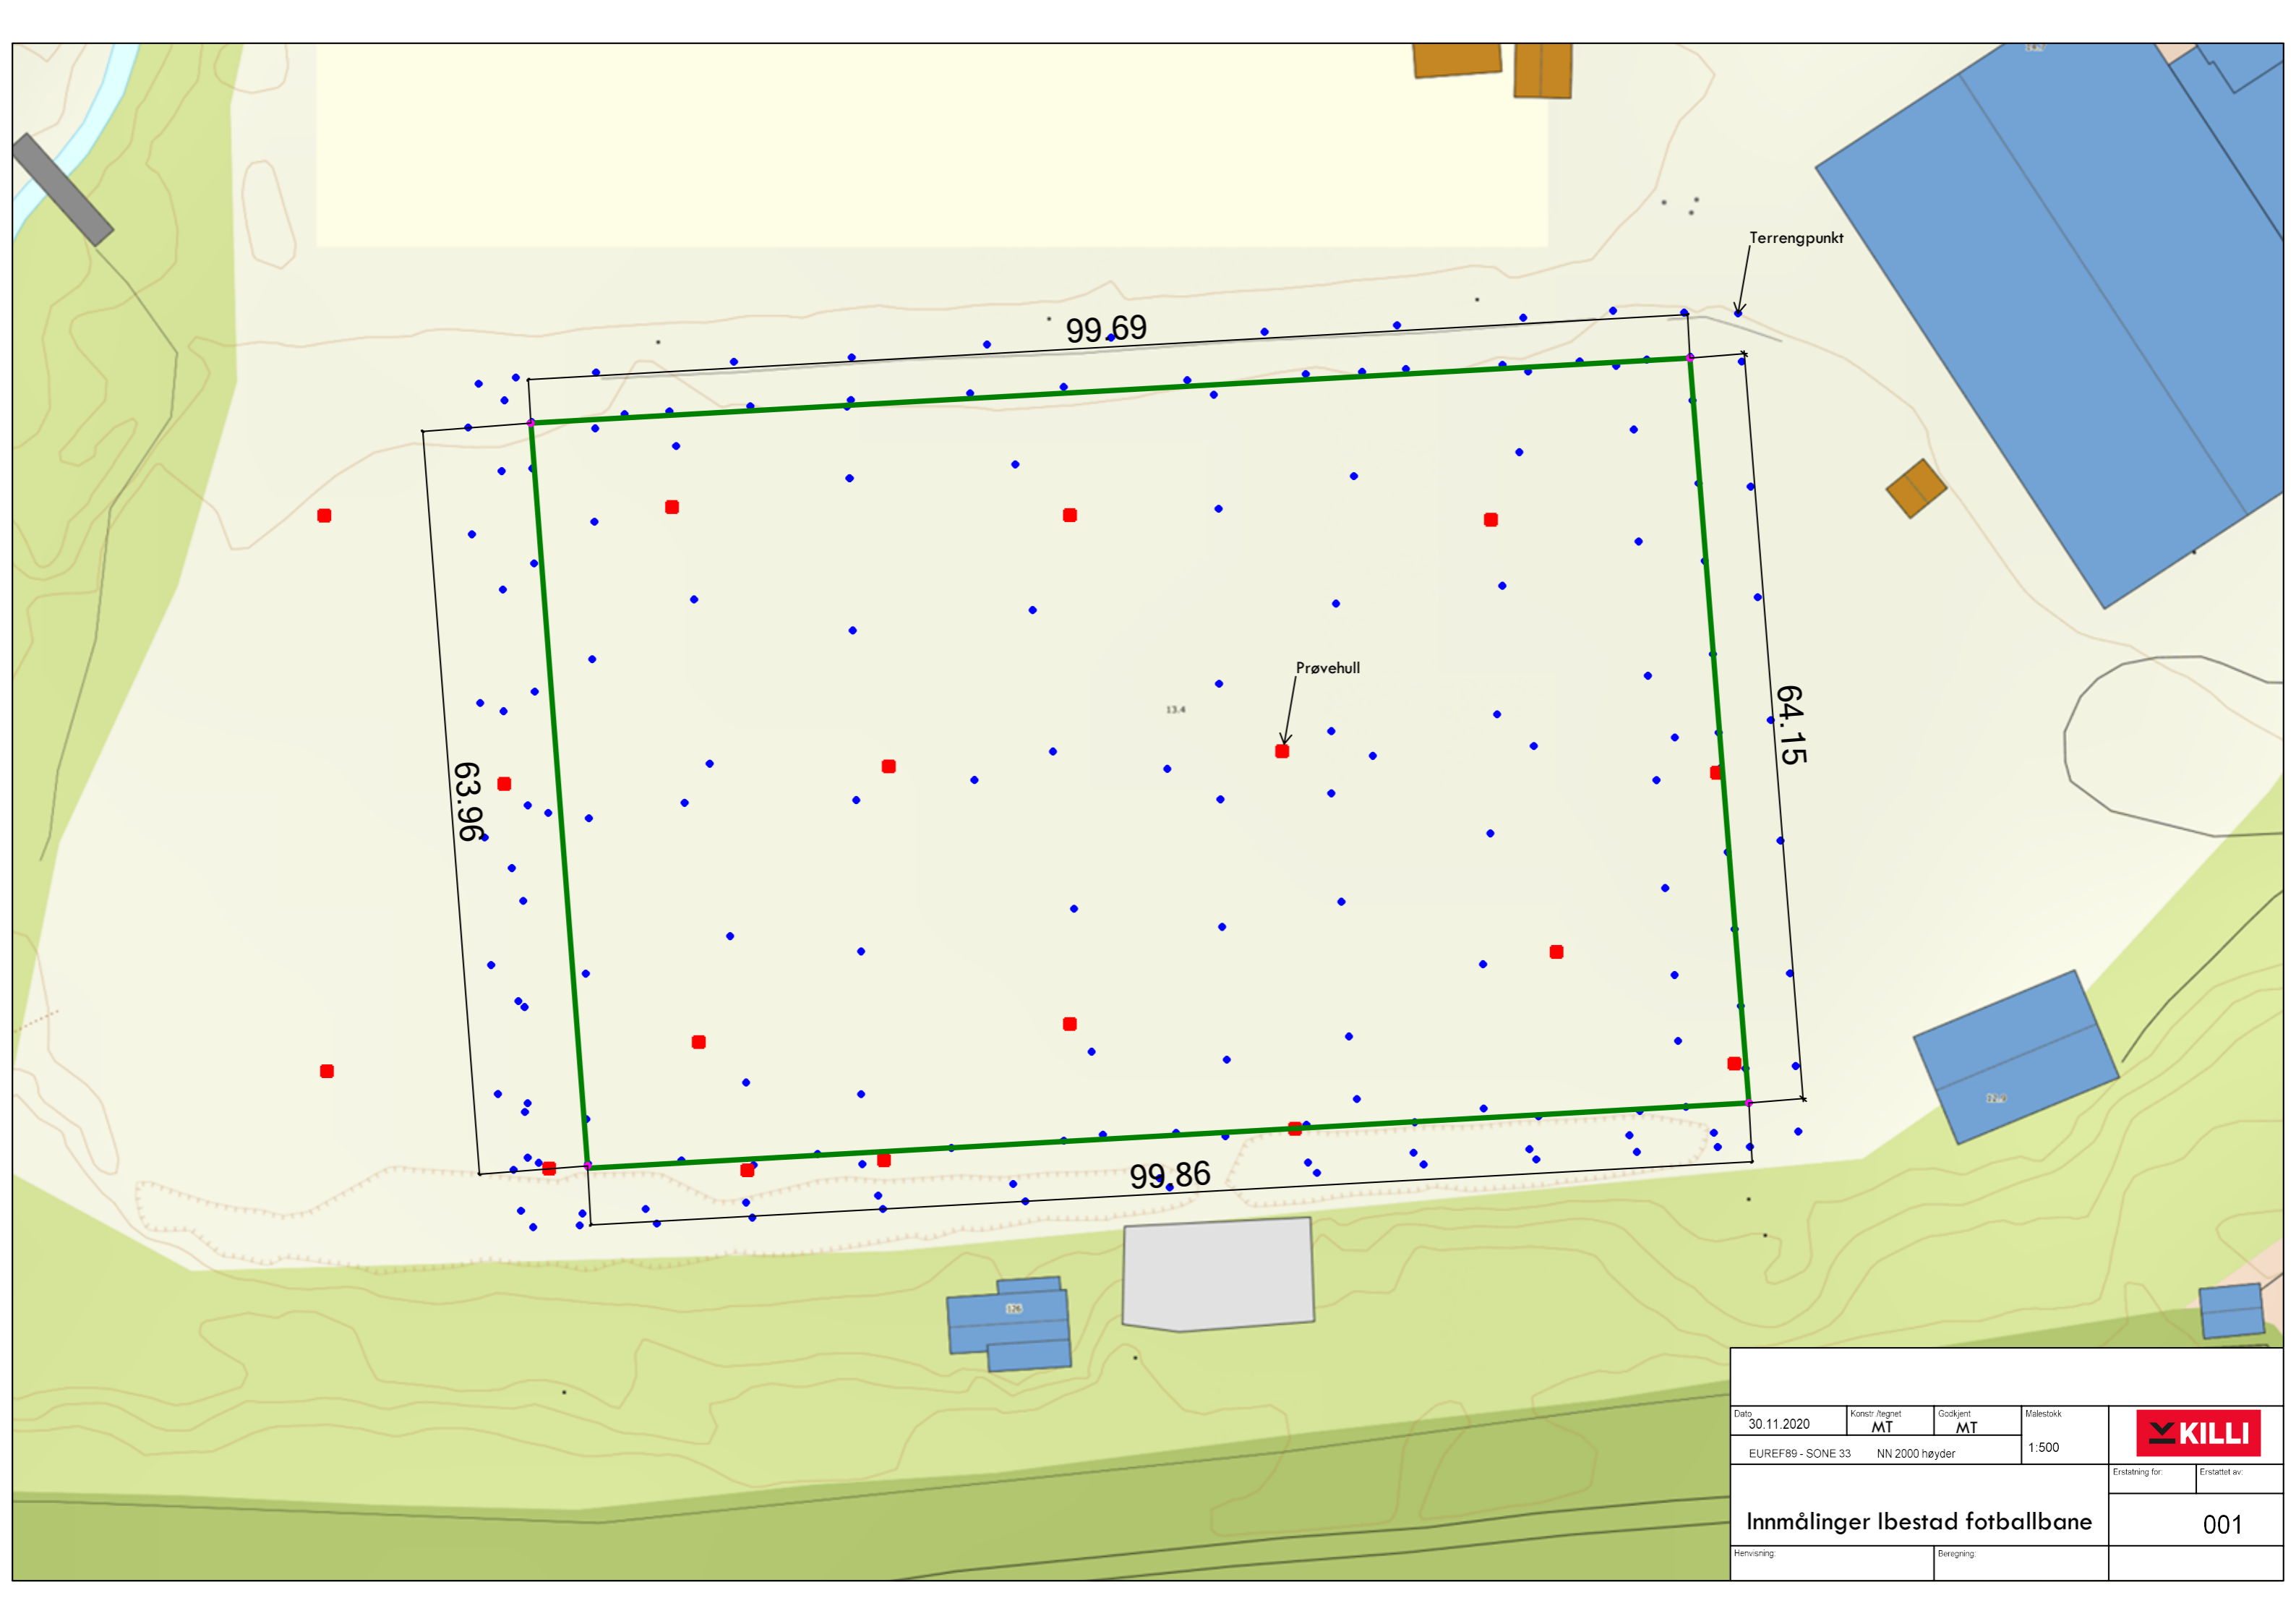 Terrengpunkt
99.69
Prøvehull
13.4
64.15
63.96
99.86
126
Dato
30.11.2020
Konstr./tegnet
MT
Godkjent
MT
Målestokk
1:500
KILLI
EUREF89 - SONE 33
NN 2000 høyder
Erstatning for:
Erstattet av:
Innmålinger Ibestad fotballbane
001
Henvisning:
Beregning: